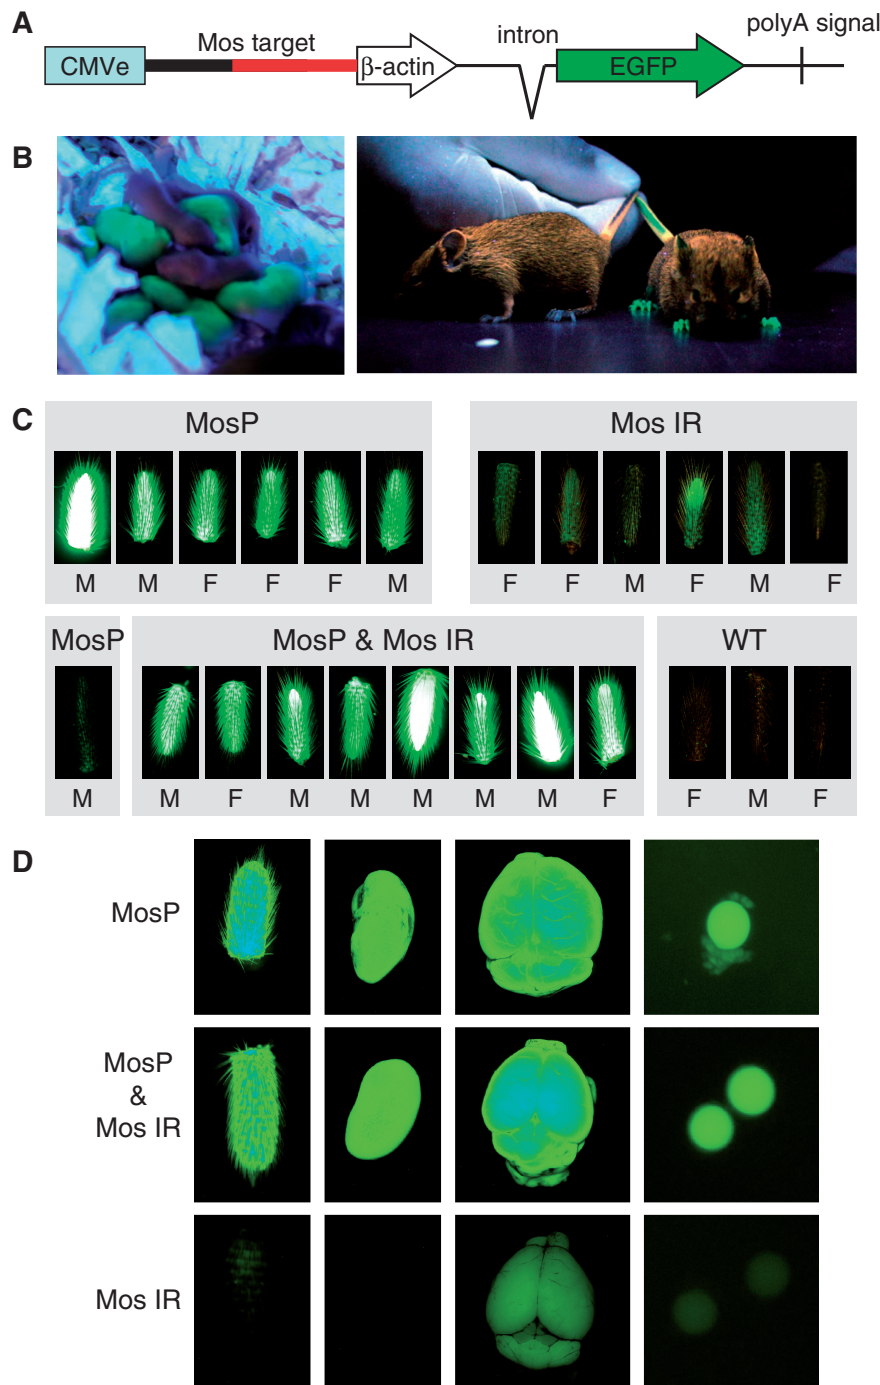 A
Mos target
intron
polyA signal
CMVe
β-actin
EGFP
B
C
MosP
Mos IR
M M F F F M
F F M F M F
MosP
MosP & Mos IR
WT
M
M F M M M M M F
F M F
D
MosP
MosP
&
Mos IR
Mos IR